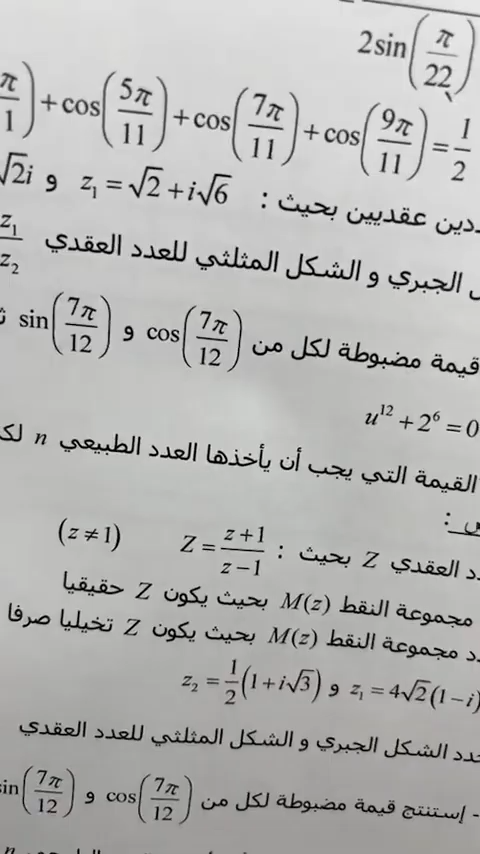 2sin(π/22)
π/1) + cos(5π/11) + cos(7π/11) + cos(9π/11) = 1/2
ددين عقديين بحيث : z₁ = √2 + i√6 و √2i
الجبري و الشكل المثلثي للعدد العقدي z₁/z₂
قيمة مضبوطة لكل من cos(7π/12) و sin(7π/12)
u¹² + 2⁶ = 0
القيمة التي يجب أن يأخذها العدد الطبيعي n لك
:
د العقدي Z بحيث : Z = (z+1)/(z−1) (z ≠ 1)
مجموعة النقط M(z) بحيث يكون Z حقيقيا
د مجموعة النقط M(z) بحيث يكون Z تخيليا صرفا
z₁ = 4√2(1−i) و z₂ = 1/2(1+i√3)
حدد الشكل الجبري و الشكل المثلثي للعدد العقدي
- إستنتج قيمة مضبوطة لكل من cos(7π/12) و sin(7π/12)
n